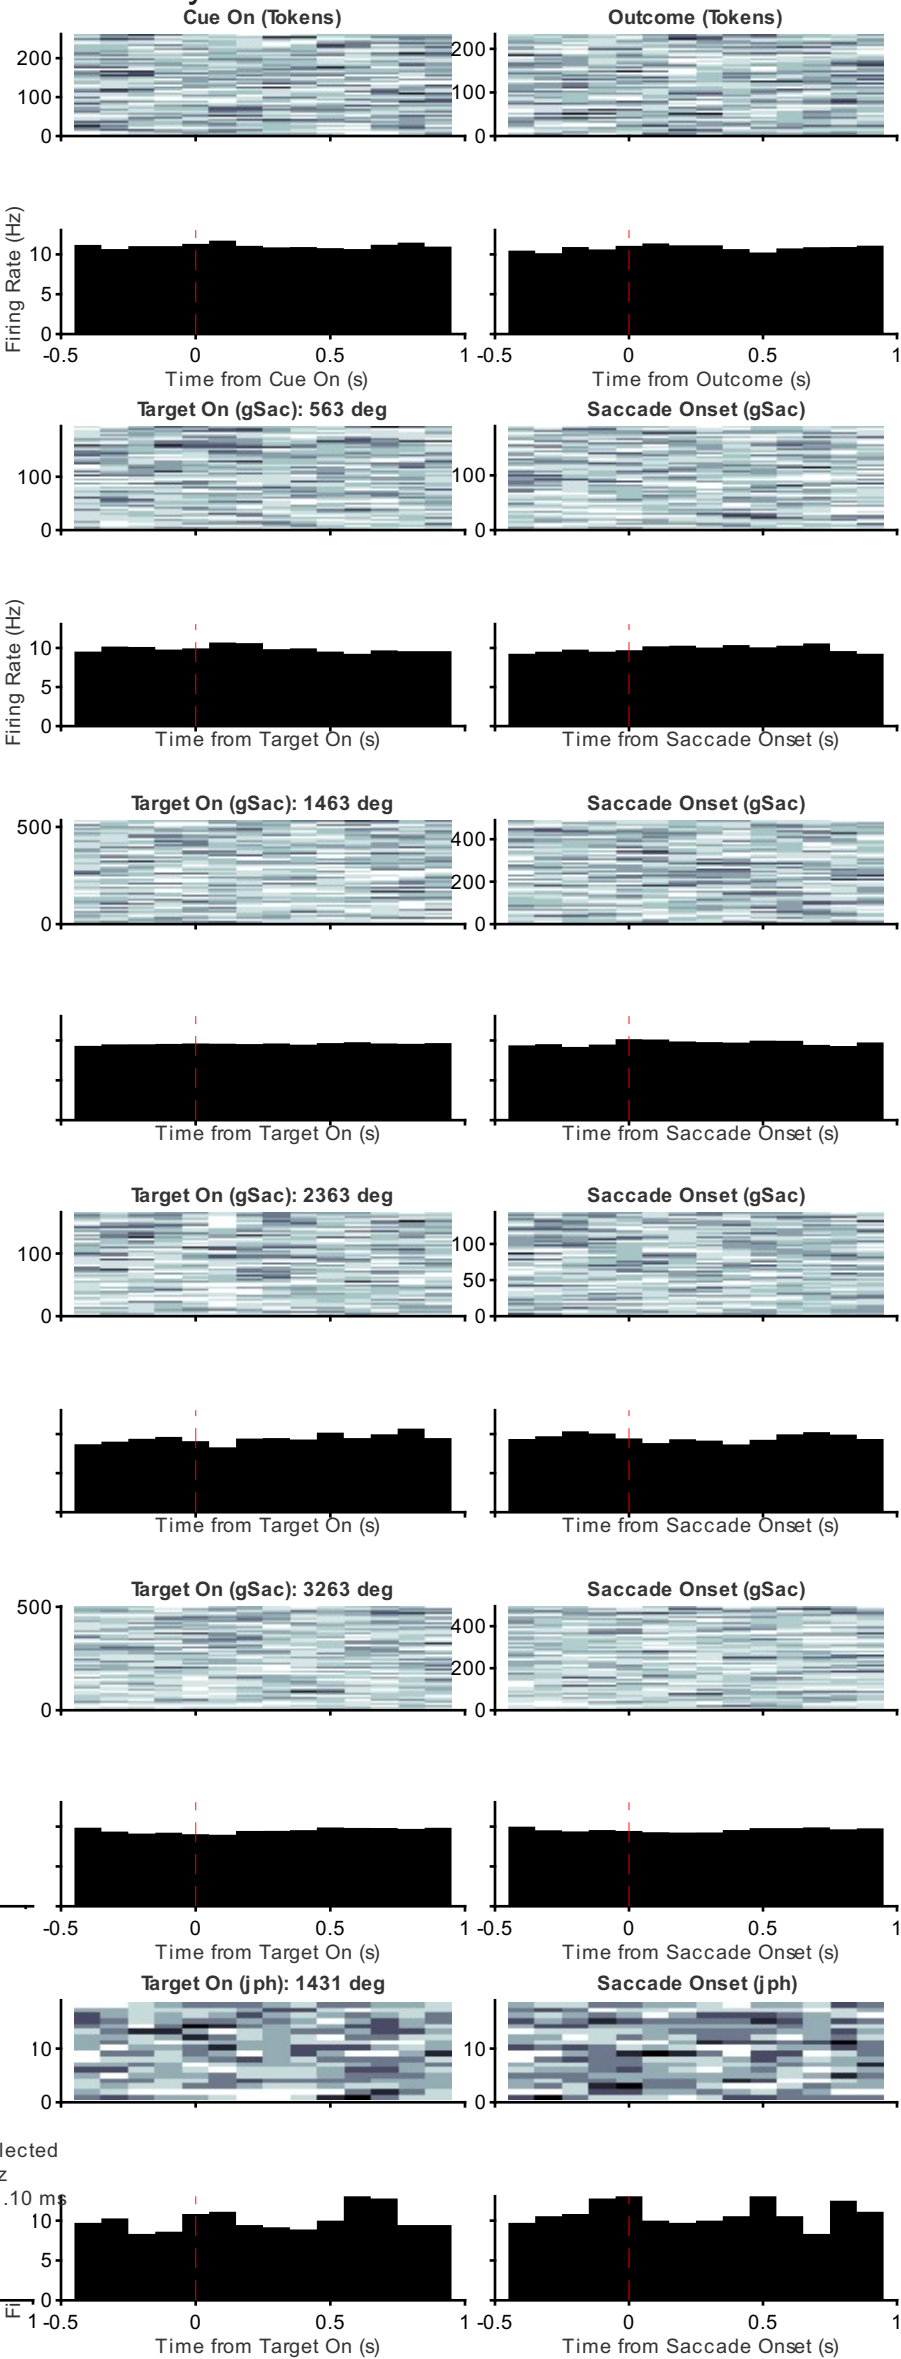 Cue On (Tokens)
Outcome (Tokens)
200
100
0
200
100
0
Firing Rate (Hz)
10
5
0
-0.5 0 0.5 1
-0.5 0 0.5 1
Time from Cue On (s)
Time from Outcome (s)
Target On (gSac): 563 deg
Saccade Onset (gSac)
100
0
100
0
Firing Rate (Hz)
10
5
0
Time from Target On (s)
Time from Saccade Onset (s)
Target On (gSac): 1463 deg
Saccade Onset (gSac)
500
0
400
200
0
Time from Target On (s)
Time from Saccade Onset (s)
Target On (gSac): 2363 deg
Saccade Onset (gSac)
100
0
100
50
0
Time from Target On (s)
Time from Saccade Onset (s)
Target On (gSac): 3263 deg
Saccade Onset (gSac)
500
0
400
200
0
-0.5 0 0.5 1
-0.5 0 0.5 1
Time from Target On (s)
Time from Saccade Onset (s)
Target On (jph): 1431 deg
Saccade Onset (jph)
10
0
10
0
lected
z
.10 ms
10
5
0
Fi
1
-0.5 0 0.5 1
-0.5 0 0.5 1
Time from Target On (s)
Time from Saccade Onset (s)